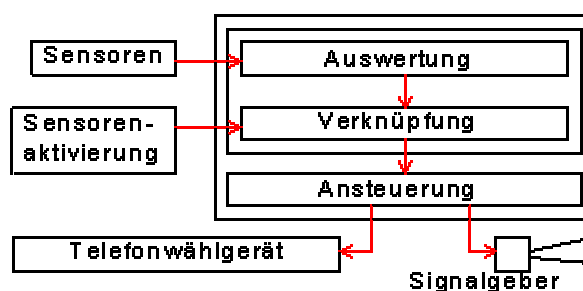 Sensoren
Auswertung
Sensoren-
aktivierung
Verknüpfung
Ansteuerung
Telefonwählgerät
Signalgeber